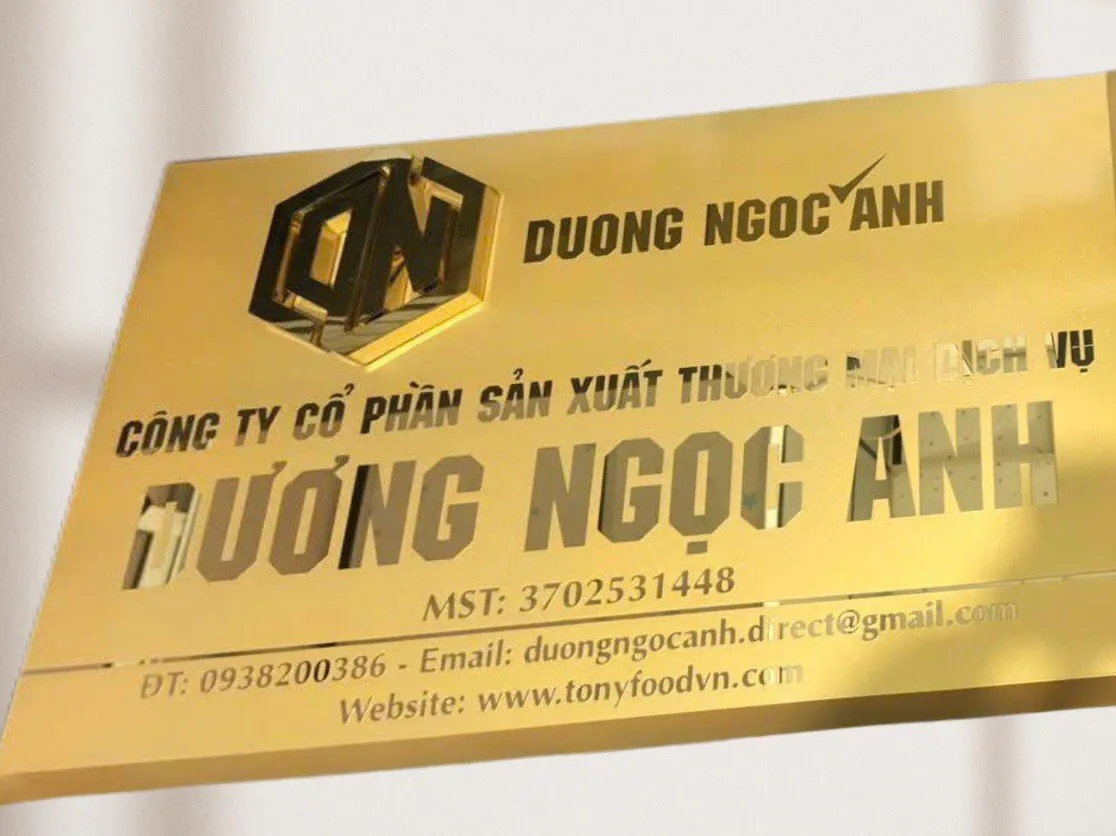 DN
DUONG NGOC ANH
CÔNG TY CỔ PHẦN SẢN XUẤT THƯƠNG MẠI DỊCH VỤ
DƯƠNG NGỌC ANH
MST: 3702531448
ĐT: 0938200386 - Email: duongngocanh.direct@gmail.com
Website: www.tonyfoodvn.com